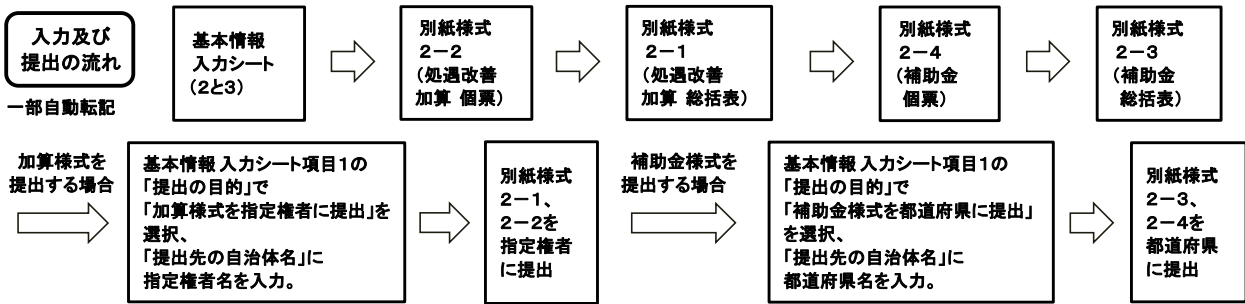 入力及び
提出の流れ
一部自動転記
基本情報
入力シート
(2と3)
別紙様式
2－2
(処遇改善
加算 個票)
別紙様式
2－1
(処遇改善
加算 総括表)
別紙様式
2－4
(補助金
個票)
別紙様式
2－3
(補助金
総括表)
加算様式を
提出する場合
基本情報 入力シート項目1の
「提出の目的」で
「加算様式を指定権者に提出」を
選択、
「提出先の自治体名」に
指定権者名を入力。
別紙様式
2－1、
2－2を
指定権者
に提出
補助金様式を
提出する場合
基本情報 入力シート項目1の
「提出の目的」で
「補助金様式を都道府県に提出」
を選択、
「提出先の自治体名」に
都道府県名を入力。
別紙様式
2－3、
2－4を
都道府県
に提出